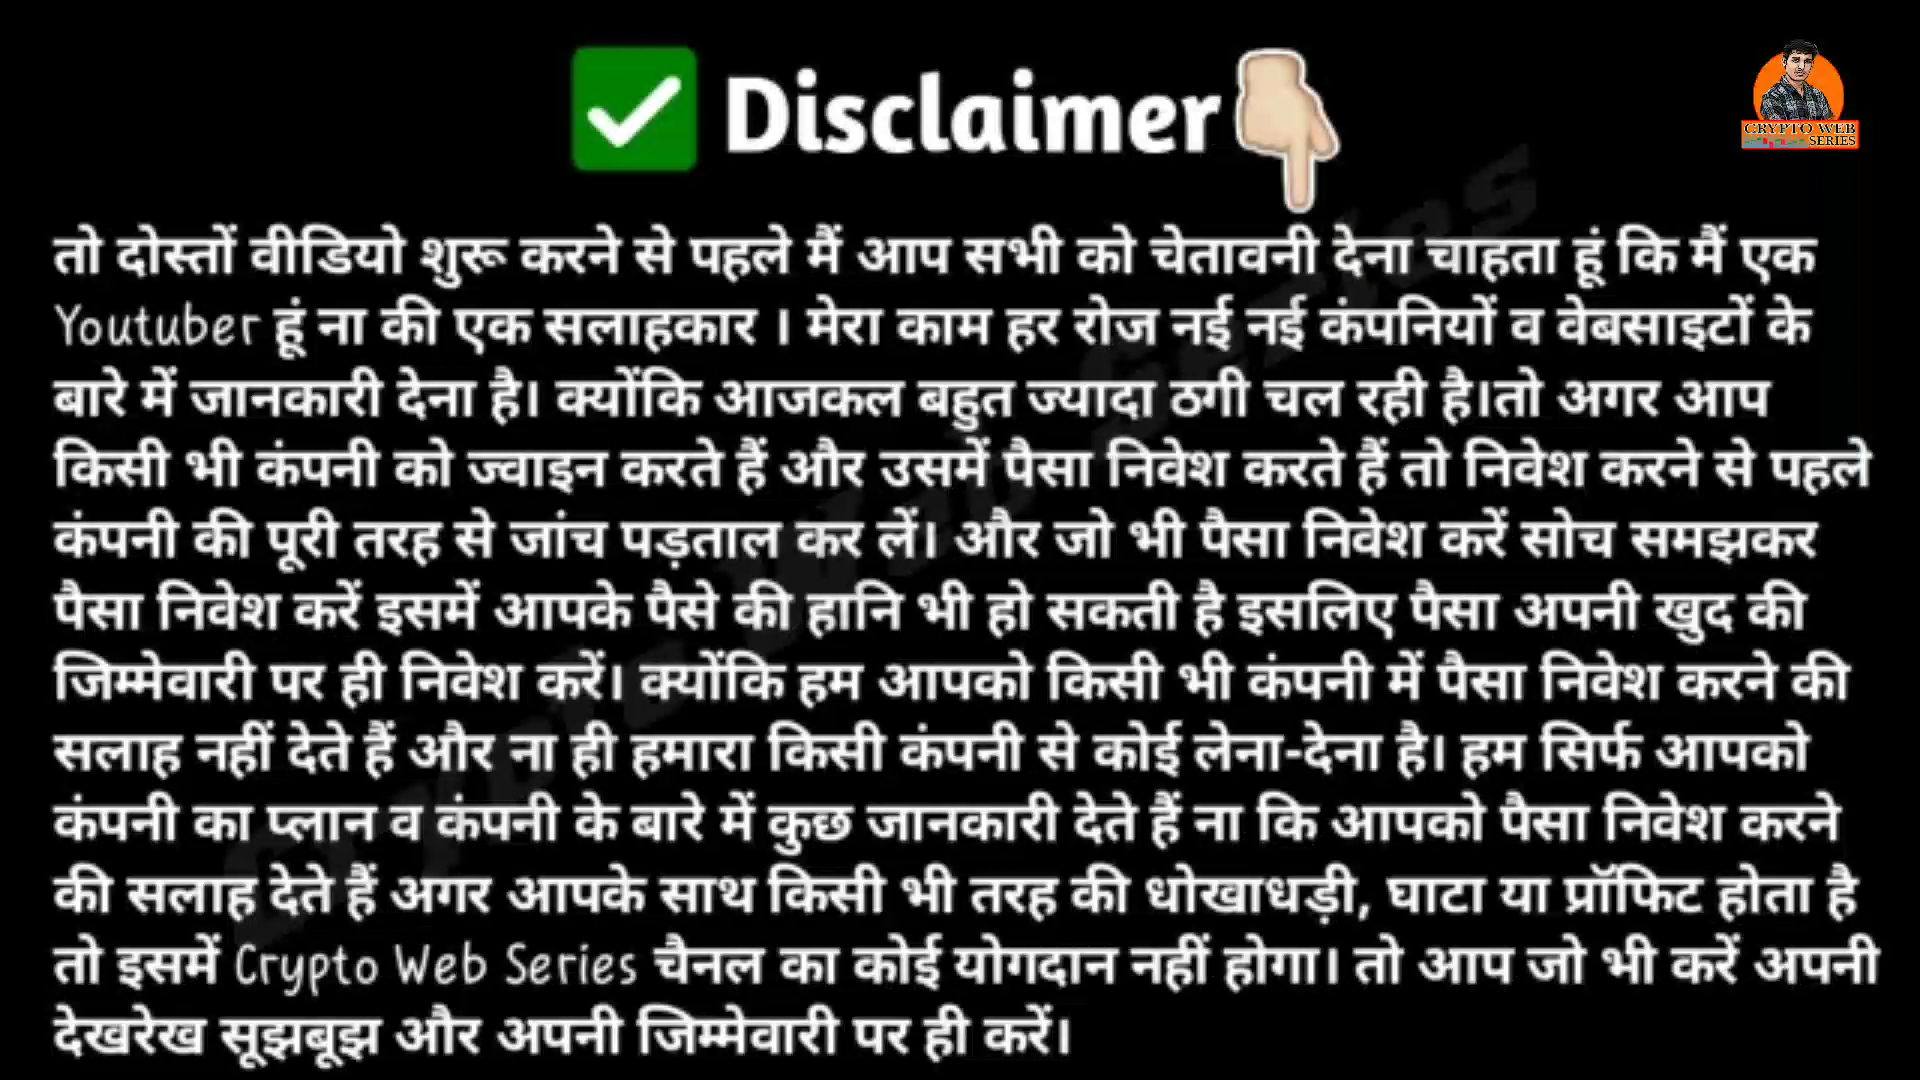 ✅ Disclaimer👇
CRYPTO WEB
SERIES
तो दोस्तों वीडियो शुरू करने से पहले मैं आप सभी को चेतावनी देना चाहता हूं कि मैं एक
Youtuber हूं ना की एक सलाहकार । मेरा काम हर रोज नई नई कंपनियों व वेबसाइटों के
बारे में जानकारी देना है। क्योंकि आजकल बहुत ज्यादा ठगी चल रही है।तो अगर आप
किसी भी कंपनी को ज्वाइन करते हैं और उसमें पैसा निवेश करते हैं तो निवेश करने से पहले
कंपनी की पूरी तरह से जांच पड़ताल कर लें। और जो भी पैसा निवेश करें सोच समझकर
पैसा निवेश करें इसमें आपके पैसे की हानि भी हो सकती है इसलिए पैसा अपनी खुद की
जिम्मेवारी पर ही निवेश करें। क्योंकि हम आपको किसी भी कंपनी में पैसा निवेश करने की
सलाह नहीं देते हैं और ना ही हमारा किसी कंपनी से कोई लेना-देना है। हम सिर्फ आपको
कंपनी का प्लान व कंपनी के बारे में कुछ जानकारी देते हैं ना कि आपको पैसा निवेश करने
की सलाह देते हैं अगर आपके साथ किसी भी तरह की धोखाधड़ी, घाटा या प्रॉफिट होता है
तो इसमें Crypto Web Series चैनल का कोई योगदान नहीं होगा। तो आप जो भी करें अपनी
देखरेख सूझबूझ और अपनी जिम्मेवारी पर ही करें।
Crypto Web Series